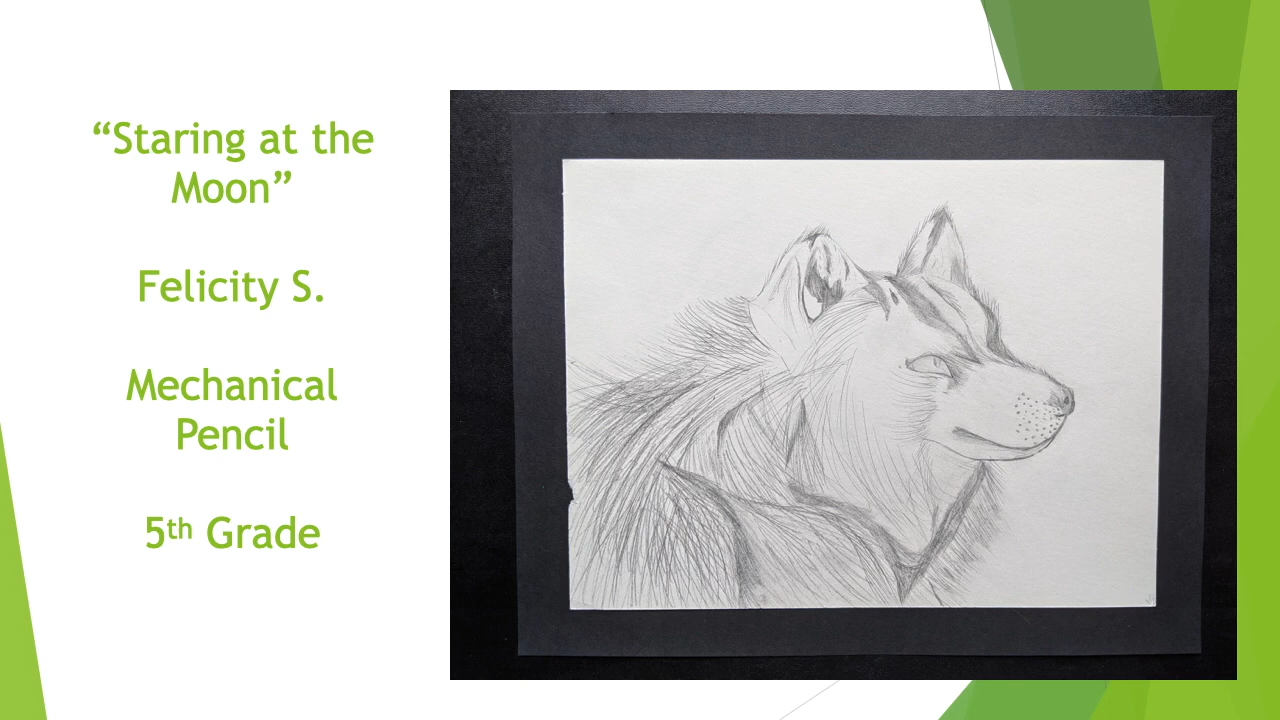 “Staring at the
Moon”
Felicity S.
Mechanical
Pencil
5th Grade